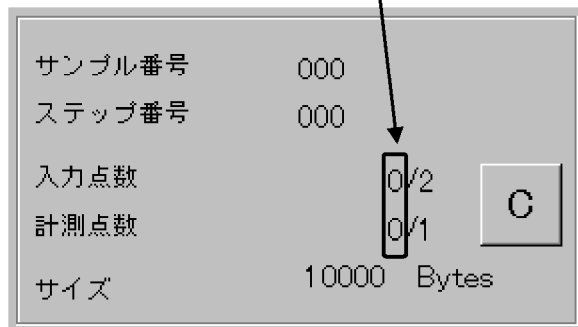 サンプル番号 000
ステップ番号 000
入力点数 0/2
計測点数 0/1
C
サイズ 10000 Bytes